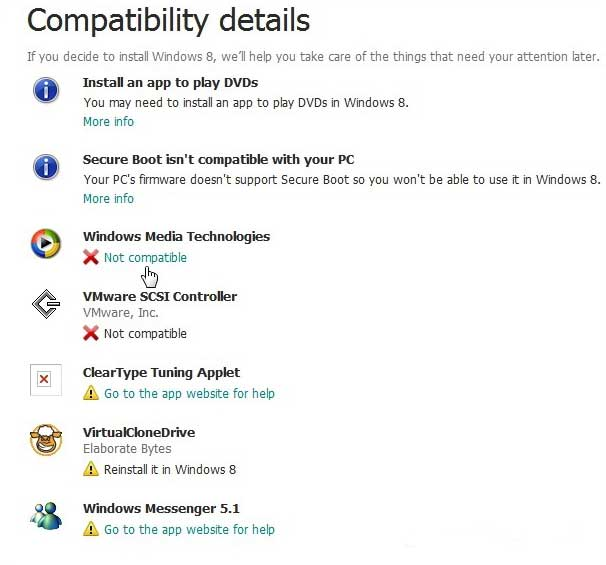 Compatibility details
If you decide to install Windows 8, we'll help you take care of the things that need your attention later.
Install an app to play DVDs
You may need to install an app to play DVDs in Windows 8.
More info
Secure Boot isn't compatible with your PC
Your PC's firmware doesn't support Secure Boot so you won't be able to use it in Windows 8.
More info
Windows Media Technologies
Not compatible
VMware SCSI Controller
VMware, Inc.
Not compatible
ClearType Tuning Applet
Go to the app website for help
VirtualCloneDrive
Elaborate Bytes
Reinstall it in Windows 8
Windows Messenger 5.1
Go to the app website for help